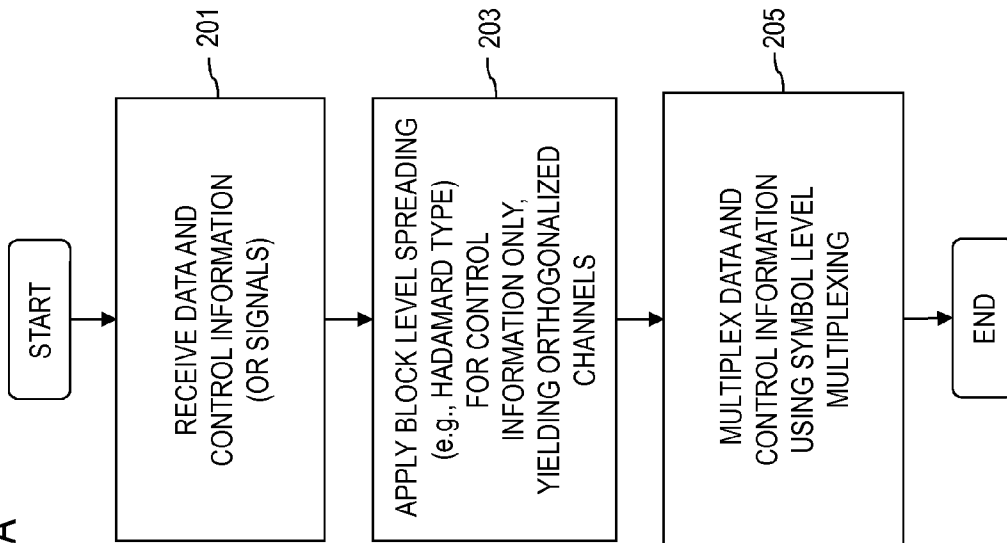 START
RECEIVE DATA AND
CONTROL INFORMATION
(OR SIGNALS)
201
APPLY BLOCK LEVEL SPREADING
(e.g., HADAMARD TYPE)
FOR CONTROL
INFORMATION ONLY,
YIELDING ORTHOGONALIZED
CHANNELS
203
MULTIPLEX DATA AND
CONTROL INFORMATION
USING SYMBOL LEVEL
MULTIPLEXING
205
END